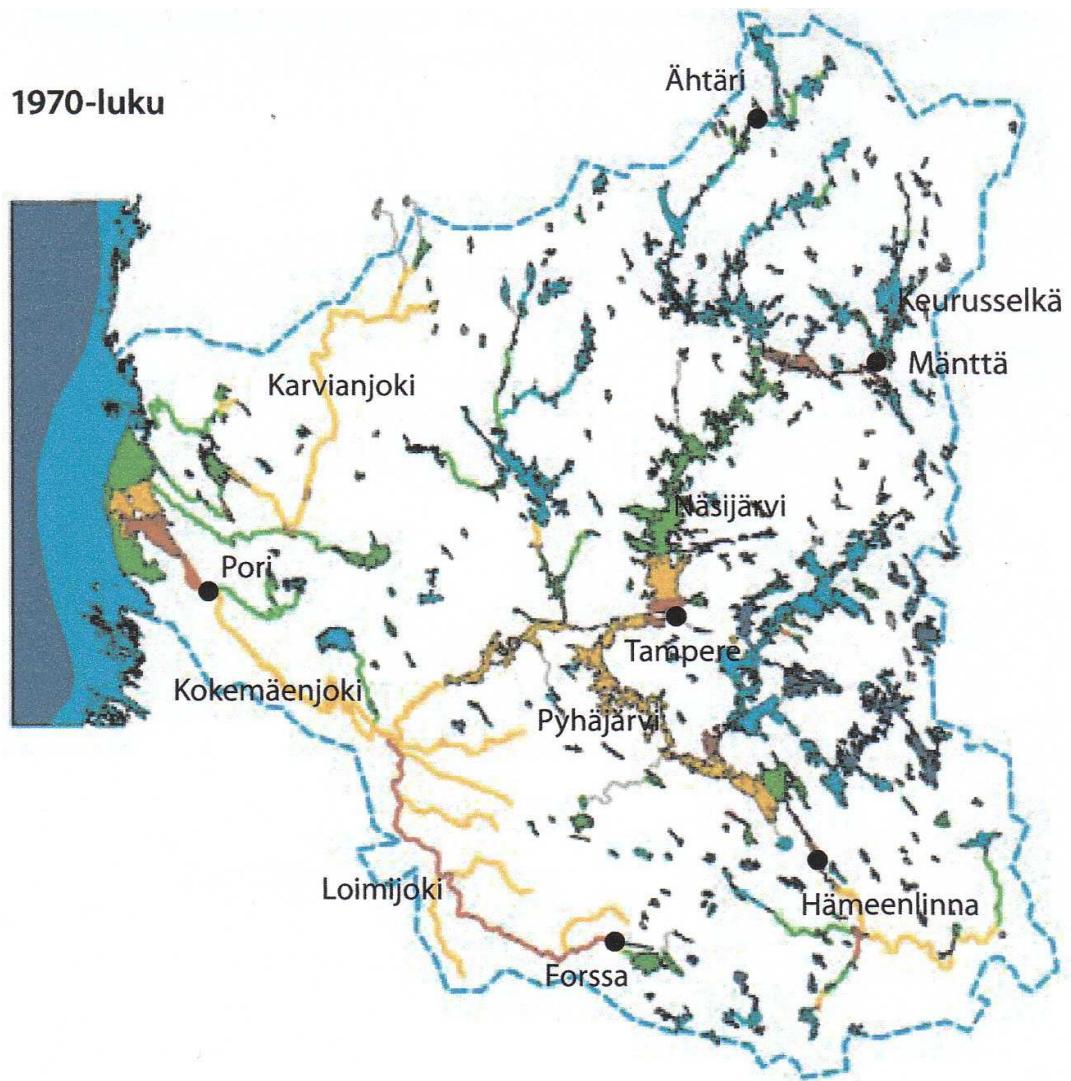 1970-luku
Ähtäri
Keurusselkä
Mänttä
Karvianjoki
Näsijärvi
Pori
Tampere
Kokemäenjoki
Pyhäjärvi
Loimijoki
Hämeenlinna
Forssa